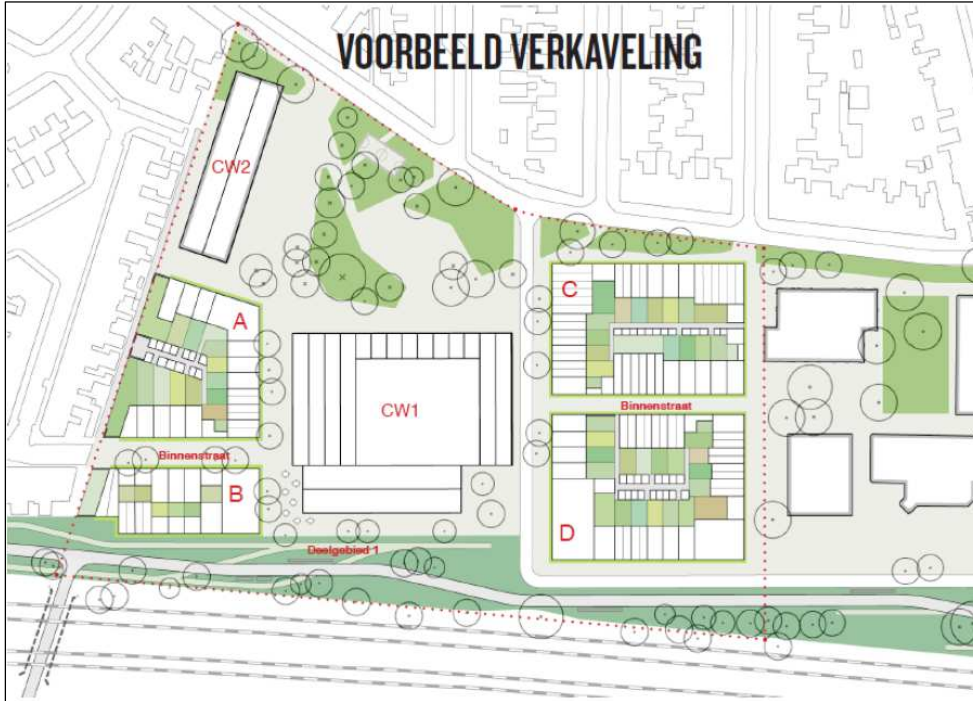 VOORBEELD VERKAVELING
CW2
A
C
CW1
Binnenstraat
Binnenstraat
B
D
Deelgebied 1